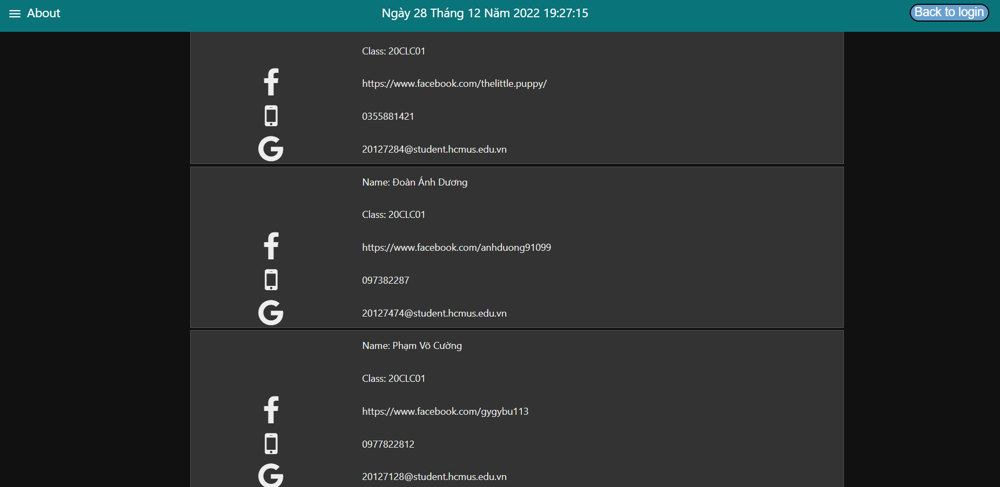 About
Ngày 28 Tháng 12 Năm 2022 19:27:15
Back to login
Class: 20CLC01
https://www.facebook.com/thelittle.puppy/
0355881421
20127284@student.hcmus.edu.vn
Name: Đoàn Ánh Dương
Class: 20CLC01
https://www.facebook.com/anhduong91099
097382287
20127474@student.hcmus.edu.vn
Name: Phạm Võ Cường
Class: 20CLC01
https://www.facebook.com/gygybu113
0977822812
20127128@student.hcmus.edu.vn